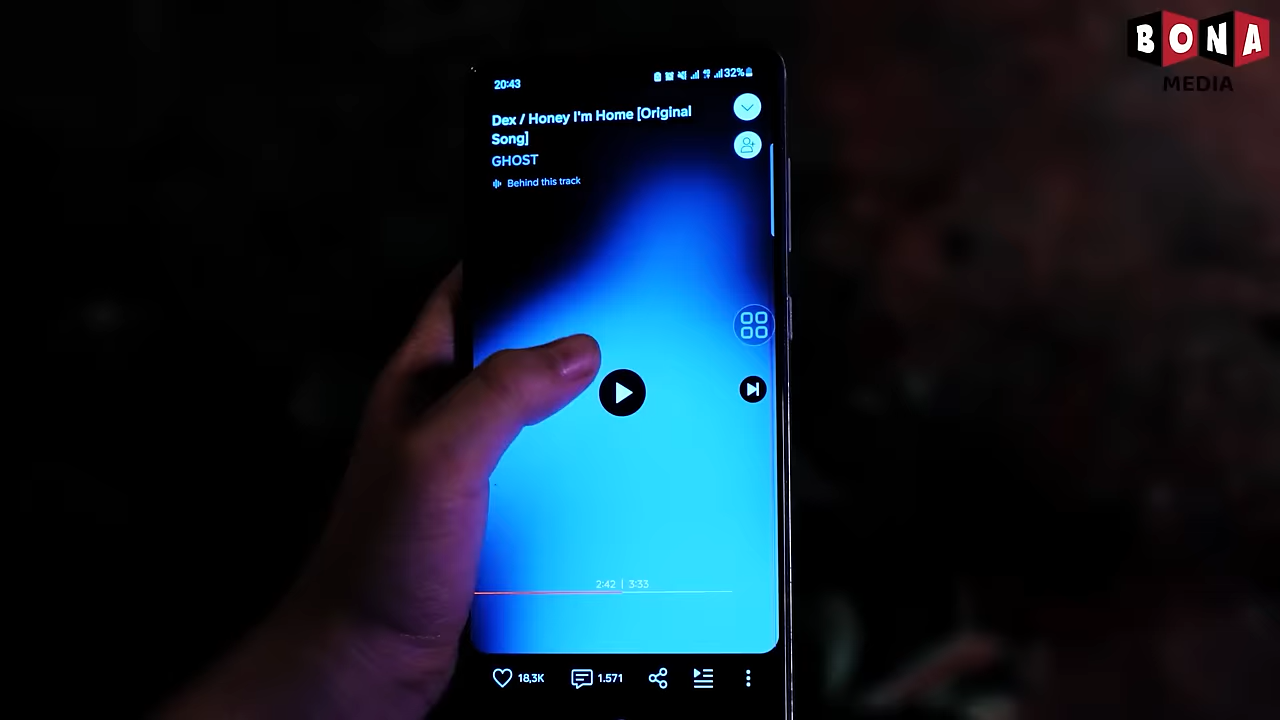 BONA
MEDIA
20:43
32%
Dex / Honey I'm Home [Original
Song]
GHOST
Behind this track
2:42 | 3:33
18,3K
1.571